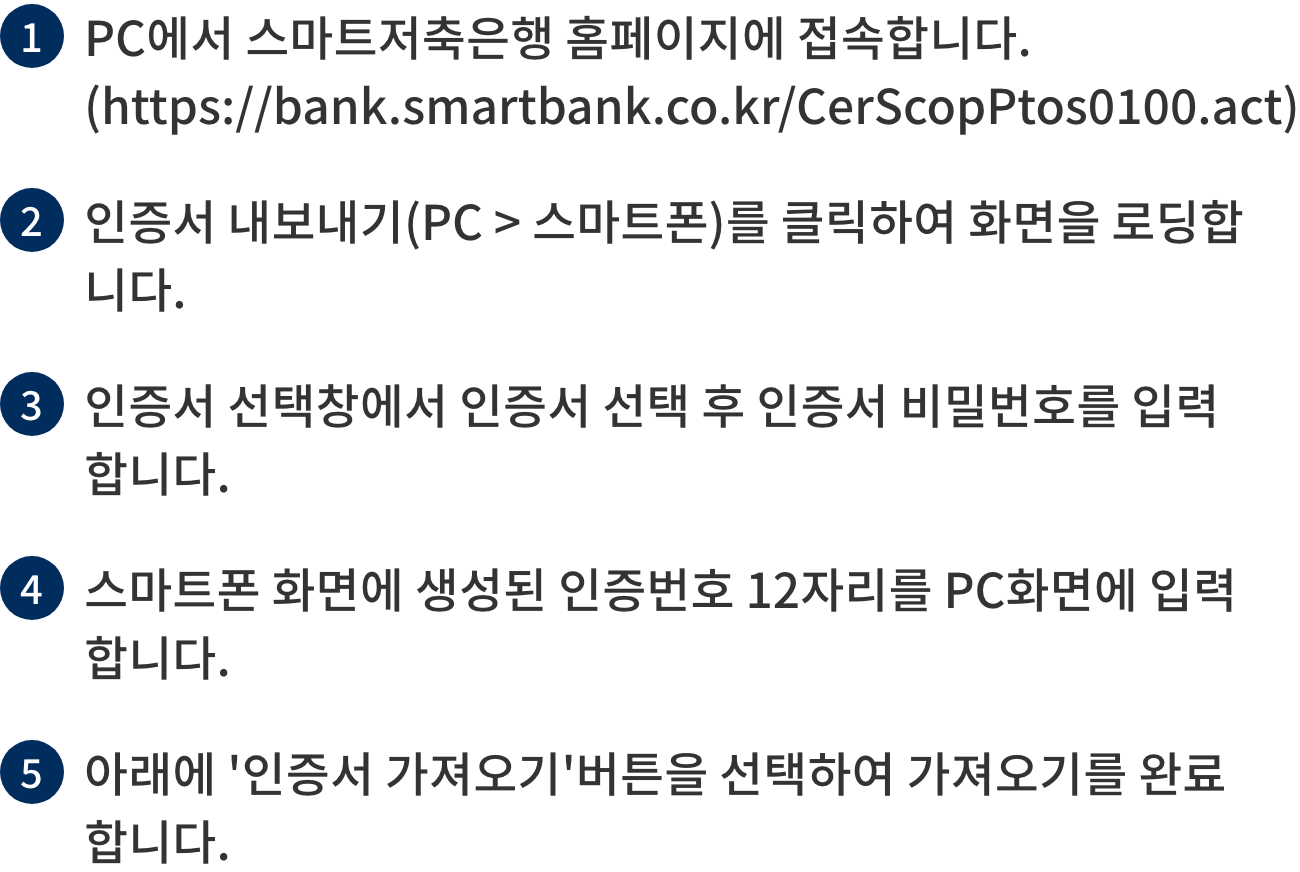 1 PC에서 스마트저축은행 홈페이지에 접속합니다.
(https://bank.smartbank.co.kr/CerScopPtos0100.act)
2 인증서 내보내기(PC > 스마트폰)를 클릭하여 화면을 로딩합
니다.
3 인증서 선택창에서 인증서 선택 후 인증서 비밀번호를 입력
합니다.
4 스마트폰 화면에 생성된 인증번호 12자리를 PC화면에 입력
합니다.
5 아래에 '인증서 가져오기'버튼을 선택하여 가져오기를 완료
합니다.